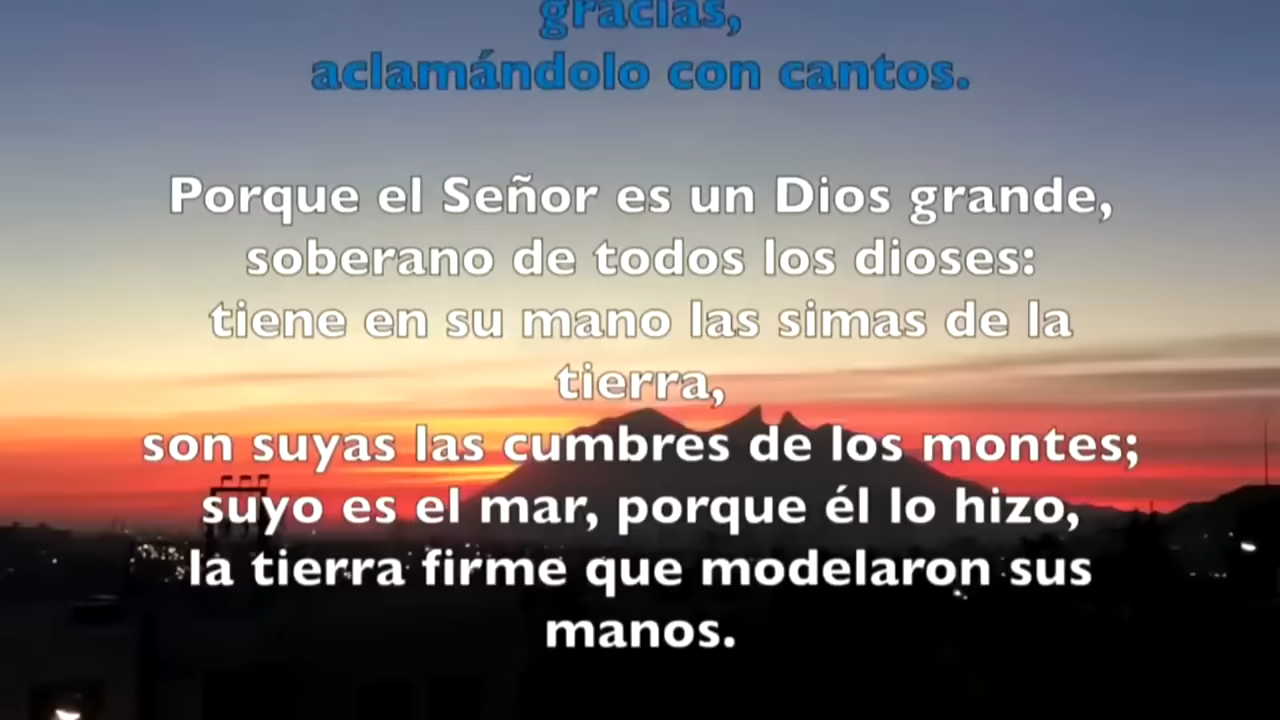 gracias,
aclamándolo con cantos.
Porque el Señor es un Dios grande,
soberano de todos los dioses:
tiene en su mano las simas de la
tierra,
son suyas las cumbres de los montes;
suyo es el mar, porque él lo hizo,
la tierra firme que modelaron sus
manos.